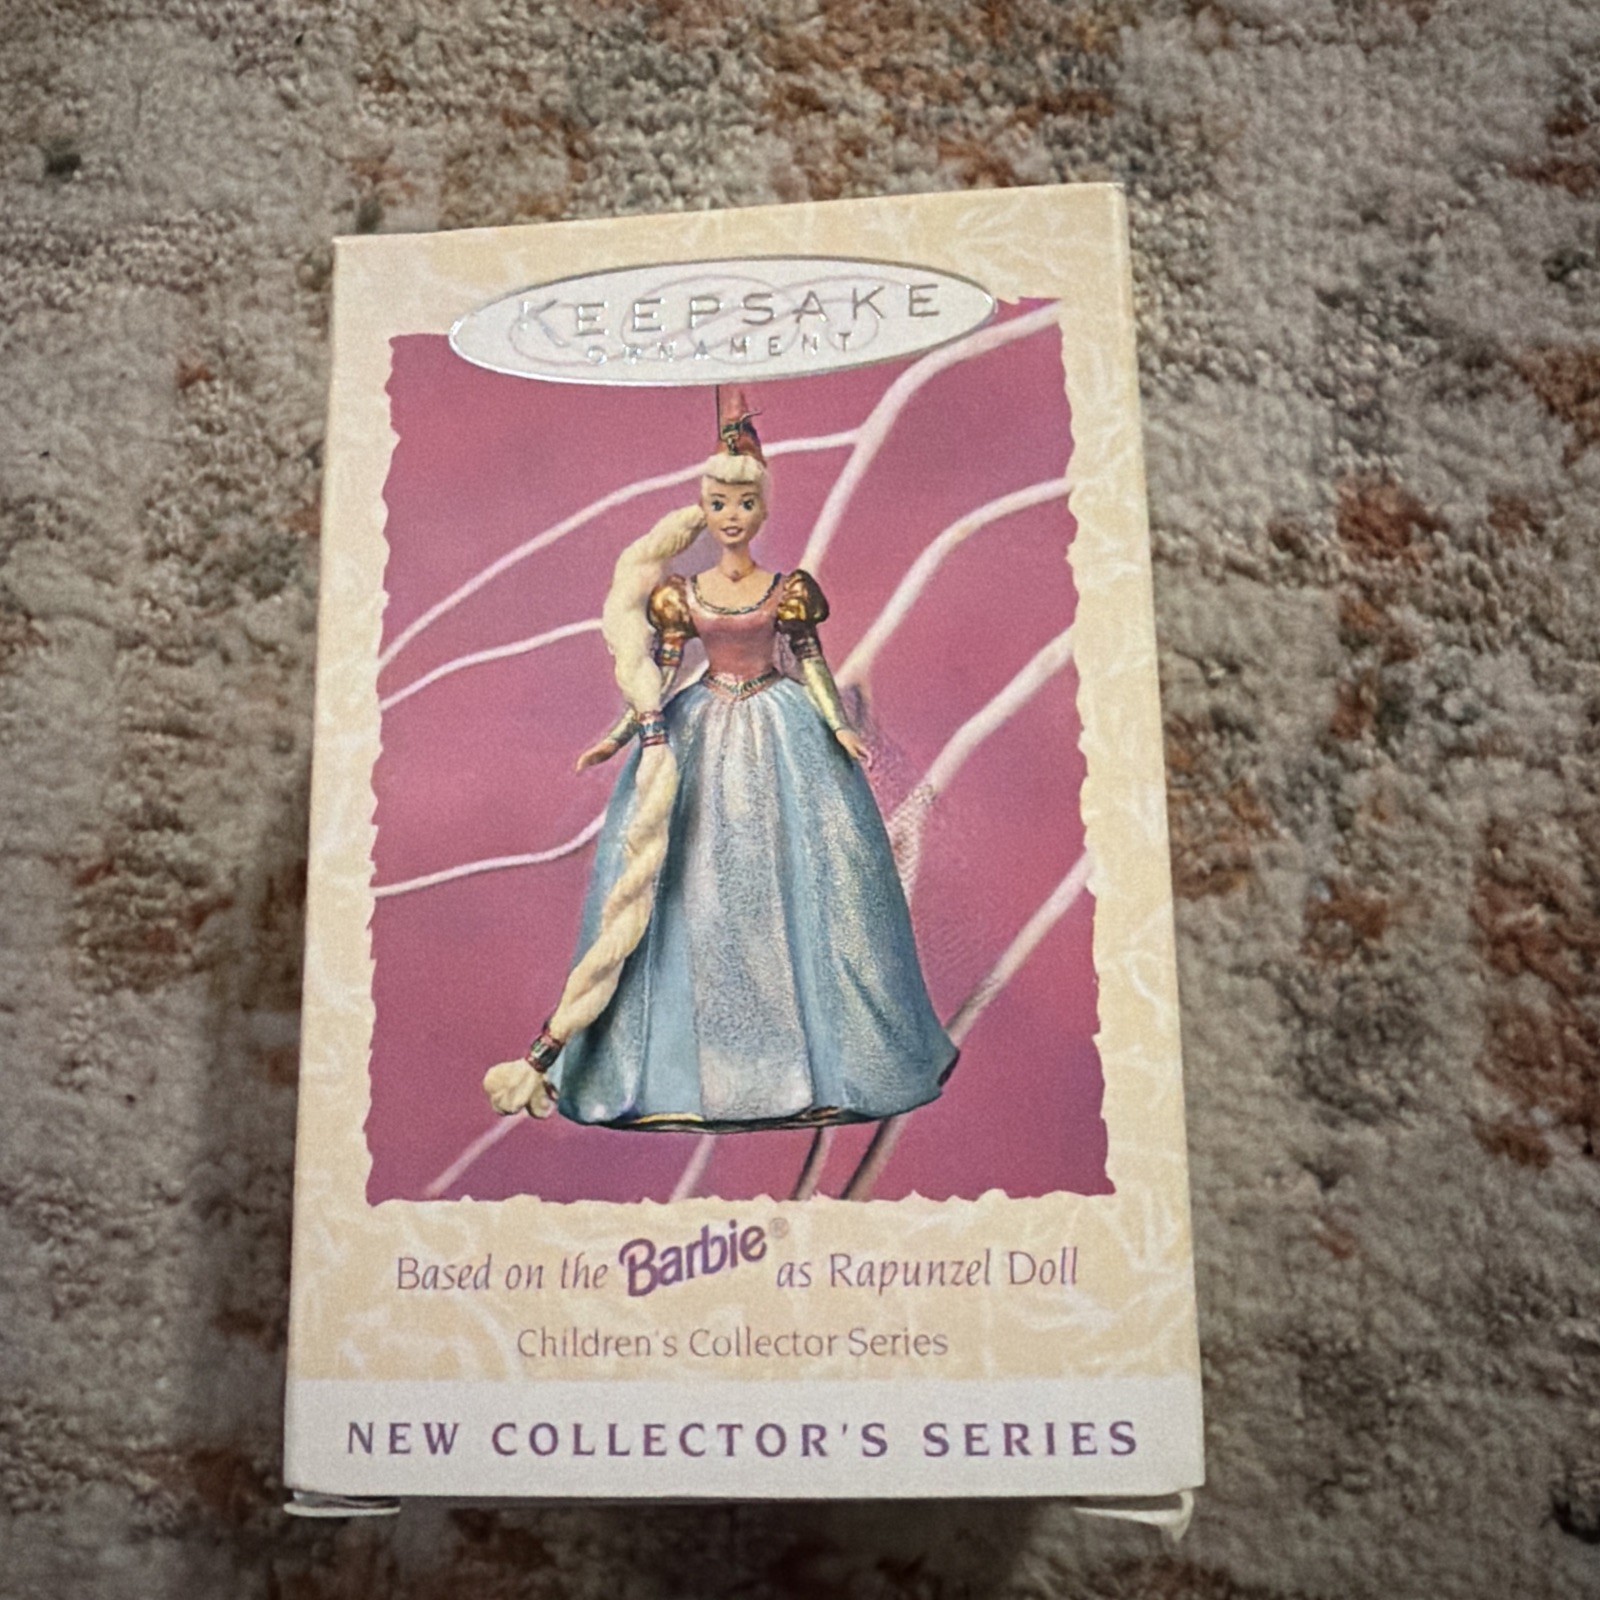 KEEPSAKE
ORNAMENT
Based on the Barbie® as Rapunzel Doll
Children's Collector Series
NEW COLLECTOR'S SERIES